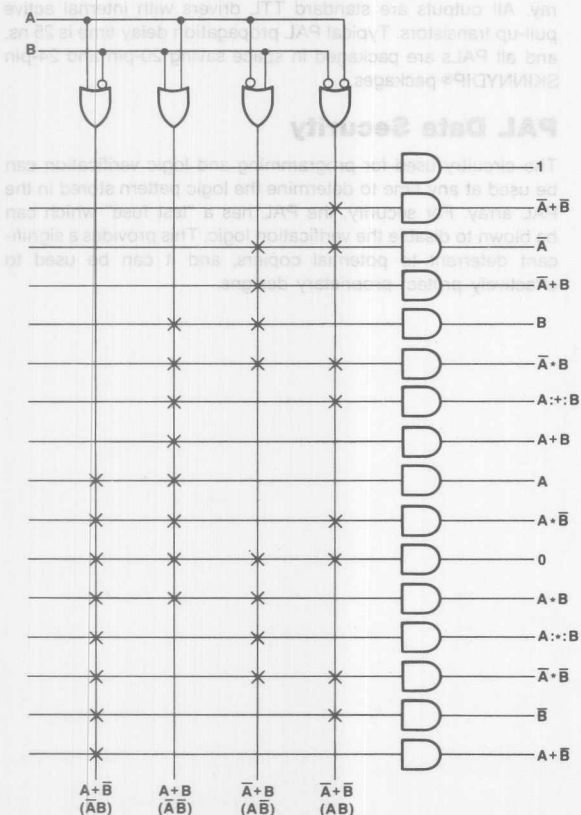 my. All outputs are standard TTL drivers with internal active
pull-up transistors. Typical PAL propagation delay time is 25 ns,
and all PALs are packaged in space saving 20-pin and 24-pin
SKINNYDIP® packages.
A
B
PAL Data Security
The circuitry used for programming and logic verification can
be used at any time to determine the logic pattern stored in the
PAL array. For security, the PAL has a "last fuse" which can
be blown to disable the verification logic. This provides a signifi-
cant deterrent to potential copiers, and it can be used to
effectively protect proprietary designs.
1
A̅+B̅
A̅
A̅+B
B
A̅*B
A:+:B
A+B
A
A*B̅
0
A*B
A:*:B
A̅*B̅
B̅
A+B̅
A+B̅ A+B A̅+B A̅+B̅
(A̅B) (A̅B̅) (AB̅) (AB)